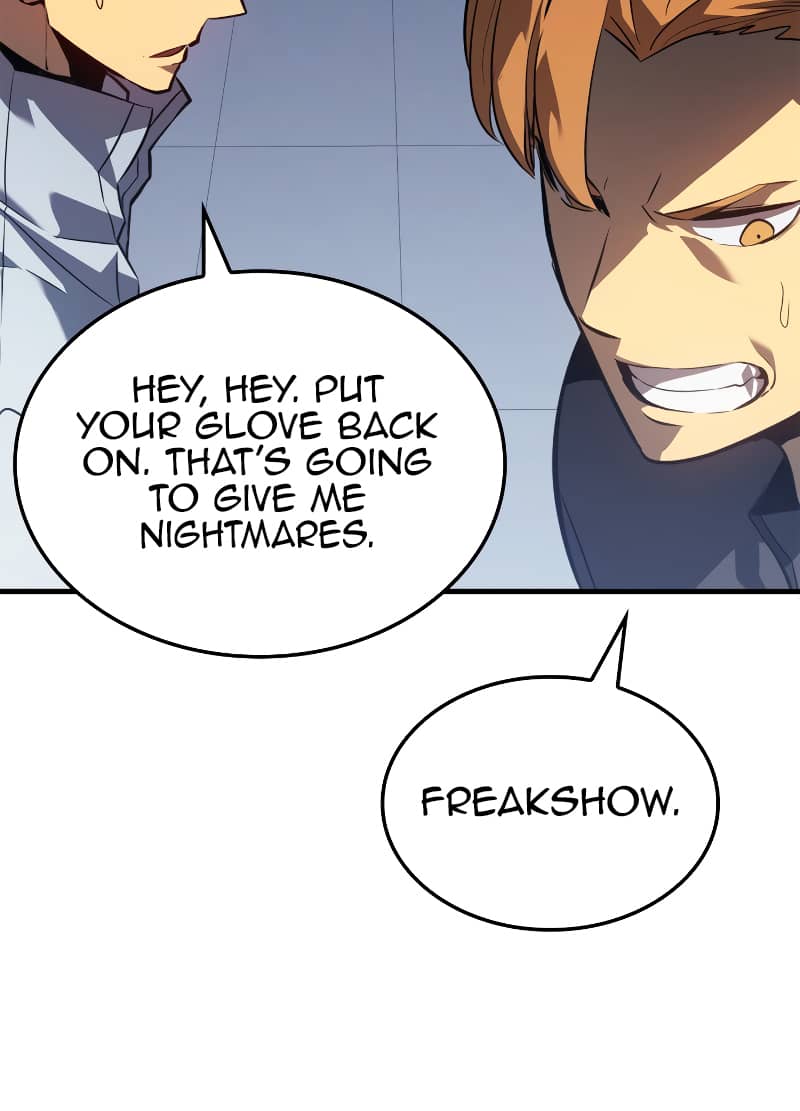 HEY, HEY. PUT
YOUR GLOVE BACK
ON. THAT'S GOING
TO GIVE ME
NIGHTMARES.
FREAKSHOW.